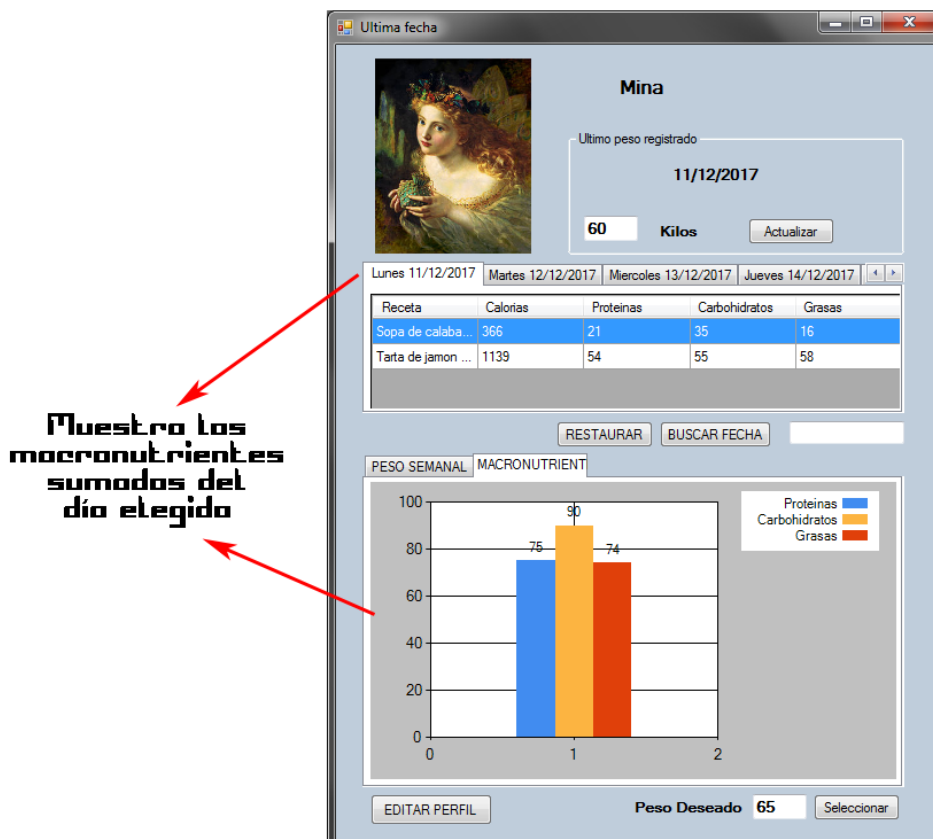 Ultima fecha
Mina
Ultimo peso registrado
11/12/2017
60 Kilos Actualizar
Lunes 11/12/2017 Martes 12/12/2017 Miercoles 13/12/2017 Jueves 14/12/2017
Receta Calorias Proteinas Carbohidratos Grasas
Sopa de calaba... 366 21 35 16
Tarta de jamon ... 1139 54 55 58
Muestra los
macronutrientes
sumados del
día elegido
RESTAURAR BUSCAR FECHA
PESO SEMANAL MACRONUTRIENT
Proteinas
Carbohidratos
Grasas
100
90
75
74
80
60
40
20
0
0 1 2
EDITAR PERFIL Peso Deseado 65 Seleccionar